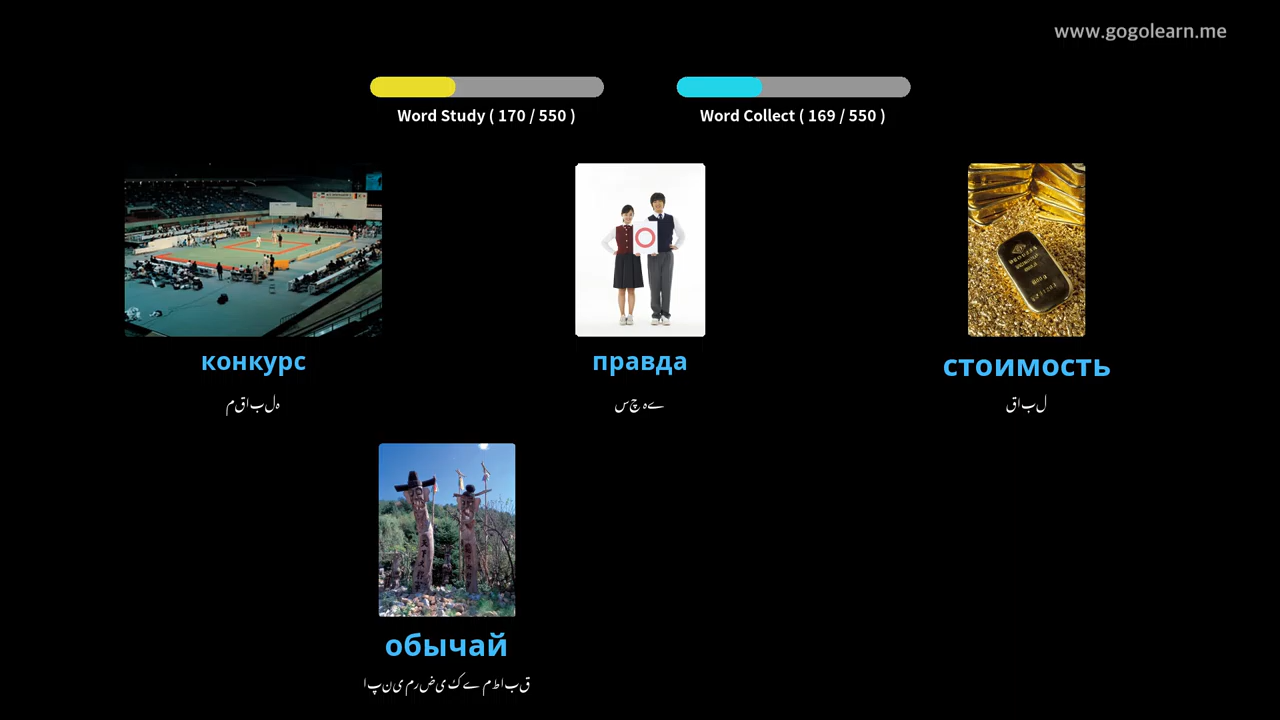 www.gogolearn.me
Word Study ( 170 / 550 )
Word Collect ( 169 / 550 )
конкурс
правда
стоимость
مقابلہ
سچ ہے
قابل
обычай
اپنی مرضی کے مطابق